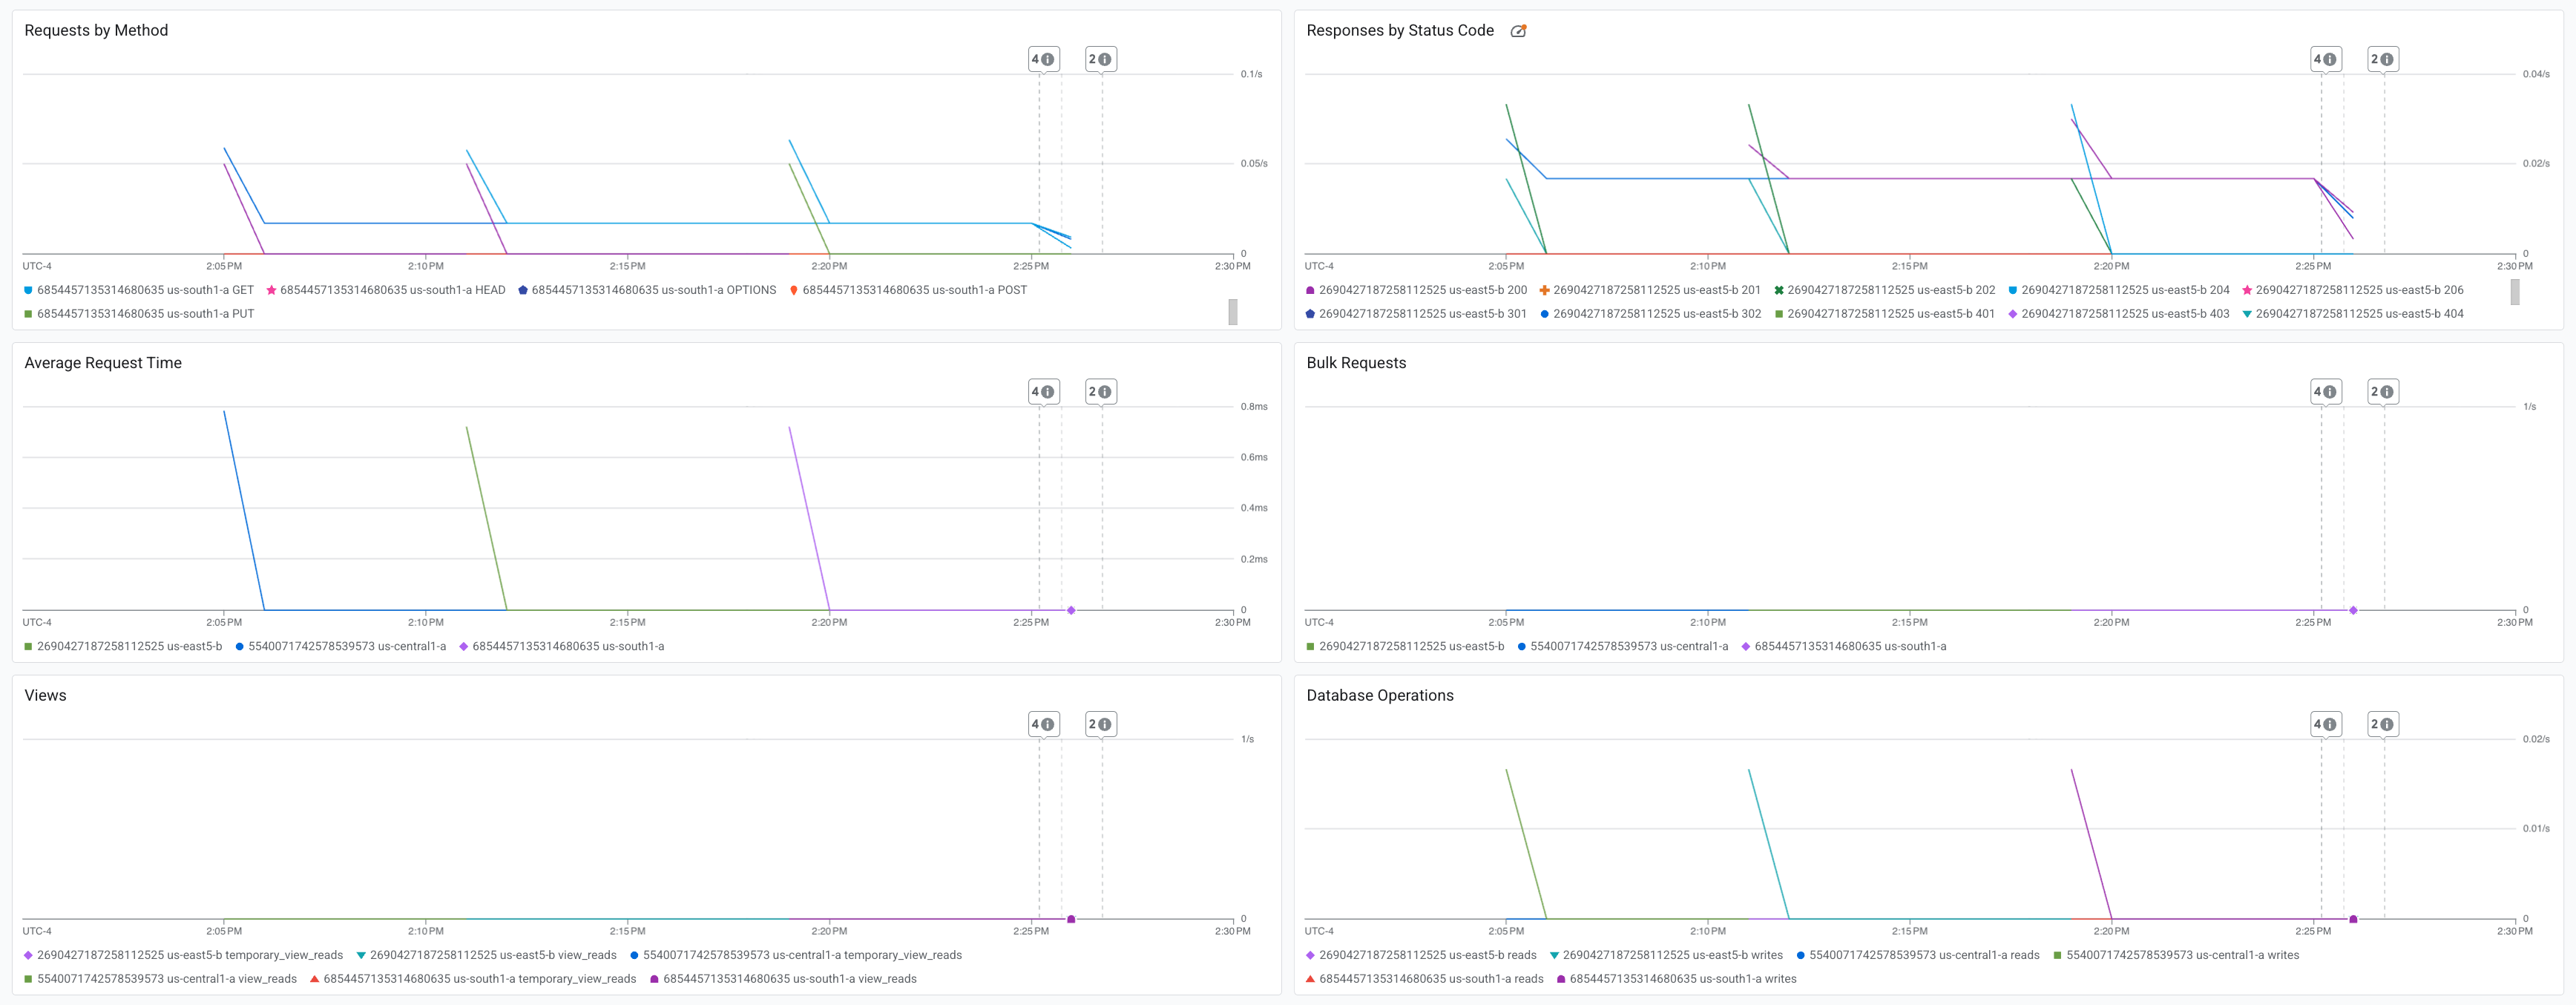 Requests by Method
4 2
0.1/s
0.05/s
0
UTC-4 2:05 PM 2:10 PM 2:15 PM 2:20 PM 2:25 PM 2:30 PM
6854457135314680635 us-south1-a GET 6854457135314680635 us-south1-a HEAD 6854457135314680635 us-south1-a OPTIONS 6854457135314680635 us-south1-a POST
6854457135314680635 us-south1-a PUT
Responses by Status Code
4 2
0.04/s
0.02/s
0
UTC-4 2:05 PM 2:10 PM 2:15 PM 2:20 PM 2:25 PM 2:30 PM
2690427187258112525 us-east5-b 200 2690427187258112525 us-east5-b 201 2690427187258112525 us-east5-b 202 2690427187258112525 us-east5-b 204 2690427187258112525 us-east5-b 206
2690427187258112525 us-east5-b 301 2690427187258112525 us-east5-b 302 2690427187258112525 us-east5-b 401 2690427187258112525 us-east5-b 403 2690427187258112525 us-east5-b 404
Average Request Time
4 2
0.8ms
0.6ms
0.4ms
0.2ms
0
UTC-4 2:05 PM 2:10 PM 2:15 PM 2:20 PM 2:25 PM 2:30 PM
2690427187258112525 us-east5-b 5540071742578539573 us-central1-a 6854457135314680635 us-south1-a
Bulk Requests
4 2
1/s
0
UTC-4 2:05 PM 2:10 PM 2:15 PM 2:20 PM 2:25 PM 2:30 PM
2690427187258112525 us-east5-b 5540071742578539573 us-central1-a 6854457135314680635 us-south1-a
Views
4 2
1/s
0
UTC-4 2:05 PM 2:10 PM 2:15 PM 2:20 PM 2:25 PM 2:30 PM
2690427187258112525 us-east5-b temporary_view_reads 2690427187258112525 us-east5-b view_reads 5540071742578539573 us-central1-a temporary_view_reads
5540071742578539573 us-central1-a view_reads 6854457135314680635 us-south1-a temporary_view_reads 6854457135314680635 us-south1-a view_reads
Database Operations
4 2
0.02/s
0.01/s
0
UTC-4 2:05 PM 2:10 PM 2:15 PM 2:20 PM 2:25 PM 2:30 PM
2690427187258112525 us-east5-b reads 2690427187258112525 us-east5-b writes 5540071742578539573 us-central1-a reads 5540071742578539573 us-central1-a writes
6854457135314680635 us-south1-a reads 6854457135314680635 us-south1-a writes